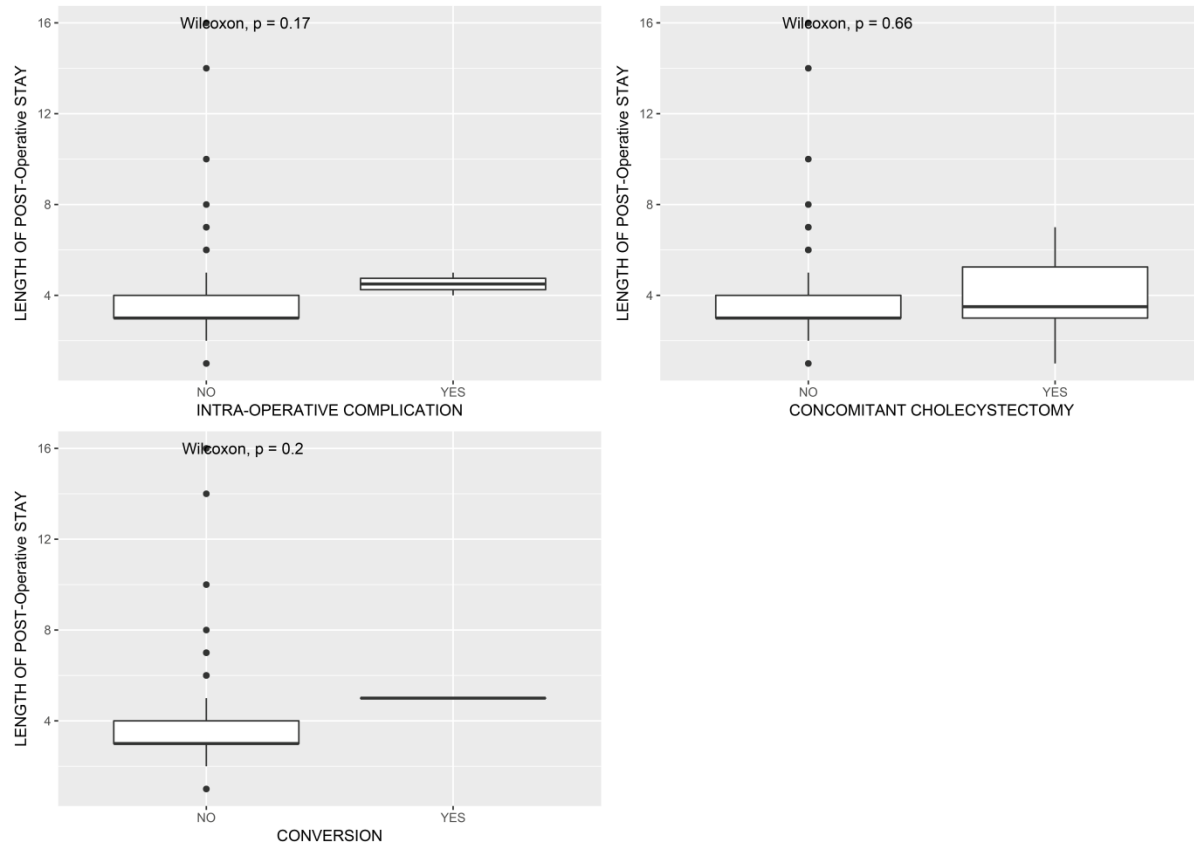 Wilcoxon, p = 0.17
16
12
8
4
LENGTH OF POST-Operative STAY
NO YES
INTRA-OPERATIVE COMPLICATION
Wilcoxon, p = 0.66
16
12
8
4
LENGTH OF POST-Operative STAY
NO YES
CONCOMITANT CHOLECYSTECTOMY
Wilcoxon, p = 0.2
16
12
8
4
LENGTH OF POST-Operative STAY
NO YES
CONVERSION